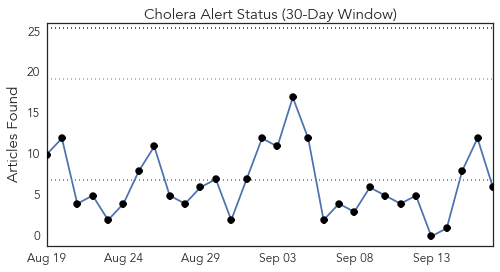 Cholera Alert Status (30-Day Window)
Articles Found
25
20
15
10
5
0
Aug 19 Aug 24 Aug 29 Sep 03 Sep 08 Sep 13